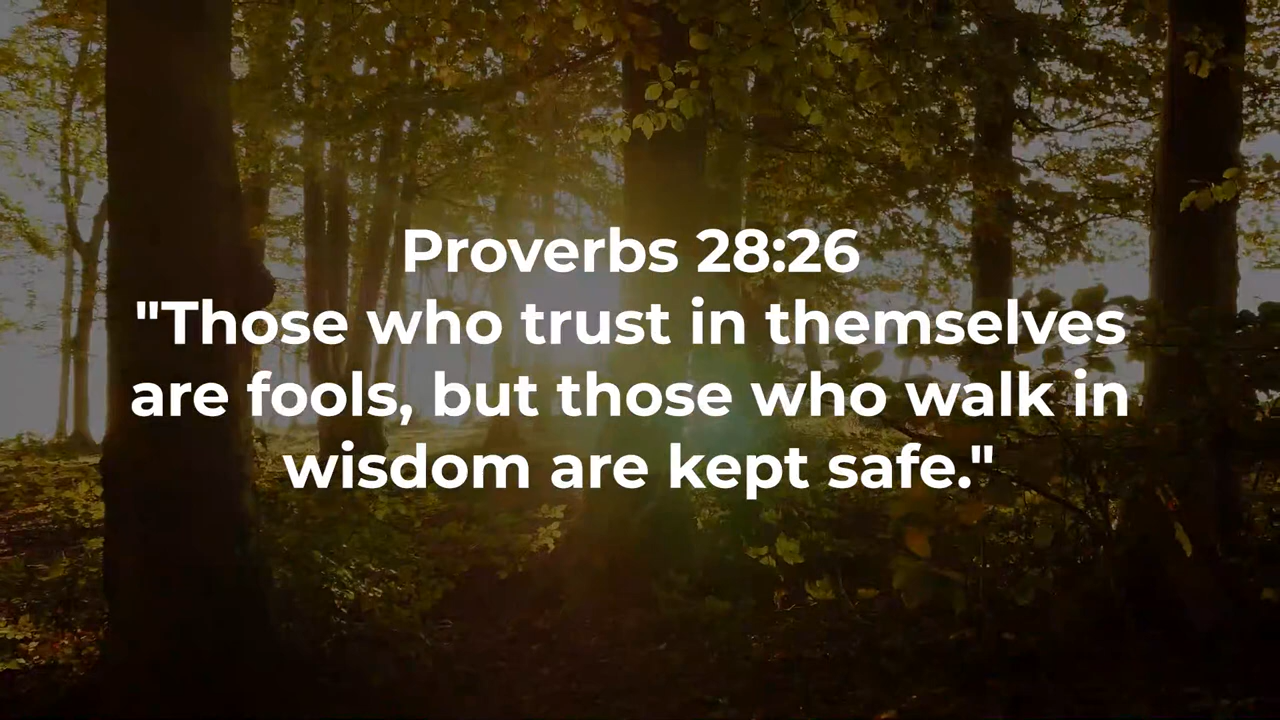 Proverbs 28:26
"Those who trust in themselves
are fools, but those who walk in
wisdom are kept safe."